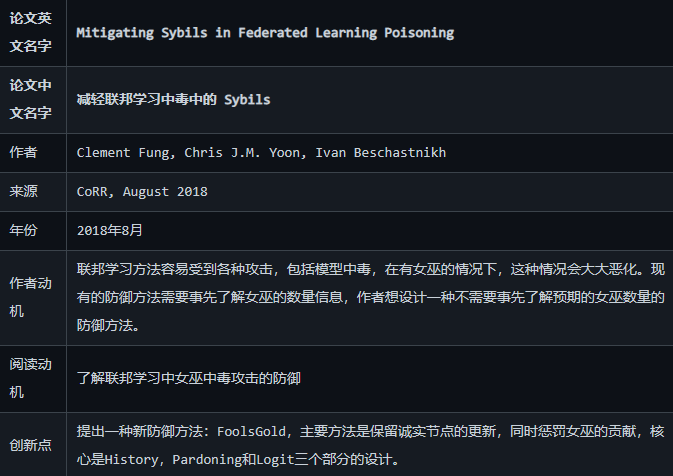 论文英文名字
Mitigating Sybils in Federated Learning Poisoning
论文中文名字
减轻联邦学习中毒中的 Sybils
作者
Clement Fung, Chris J.M. Yoon, Ivan Beschastnikh
来源
CoRR, August 2018
年份
2018年8月
作者动机
联邦学习方法容易受到各种攻击，包括模型中毒，在有女巫的情况下，这种情况会大大恶化。现
有的防御方法需要事先了解女巫的数量信息，作者想设计一种不需要事先了解预期的女巫数量的
防御方法。
阅读动机
了解联邦学习中女巫中毒攻击的防御
创新点
提出一种新防御方法：FoolsGold，主要方法是保留诚实节点的更新，同时惩罚女巫的贡献，核
心是History，Pardoning和Logit三个部分的设计。